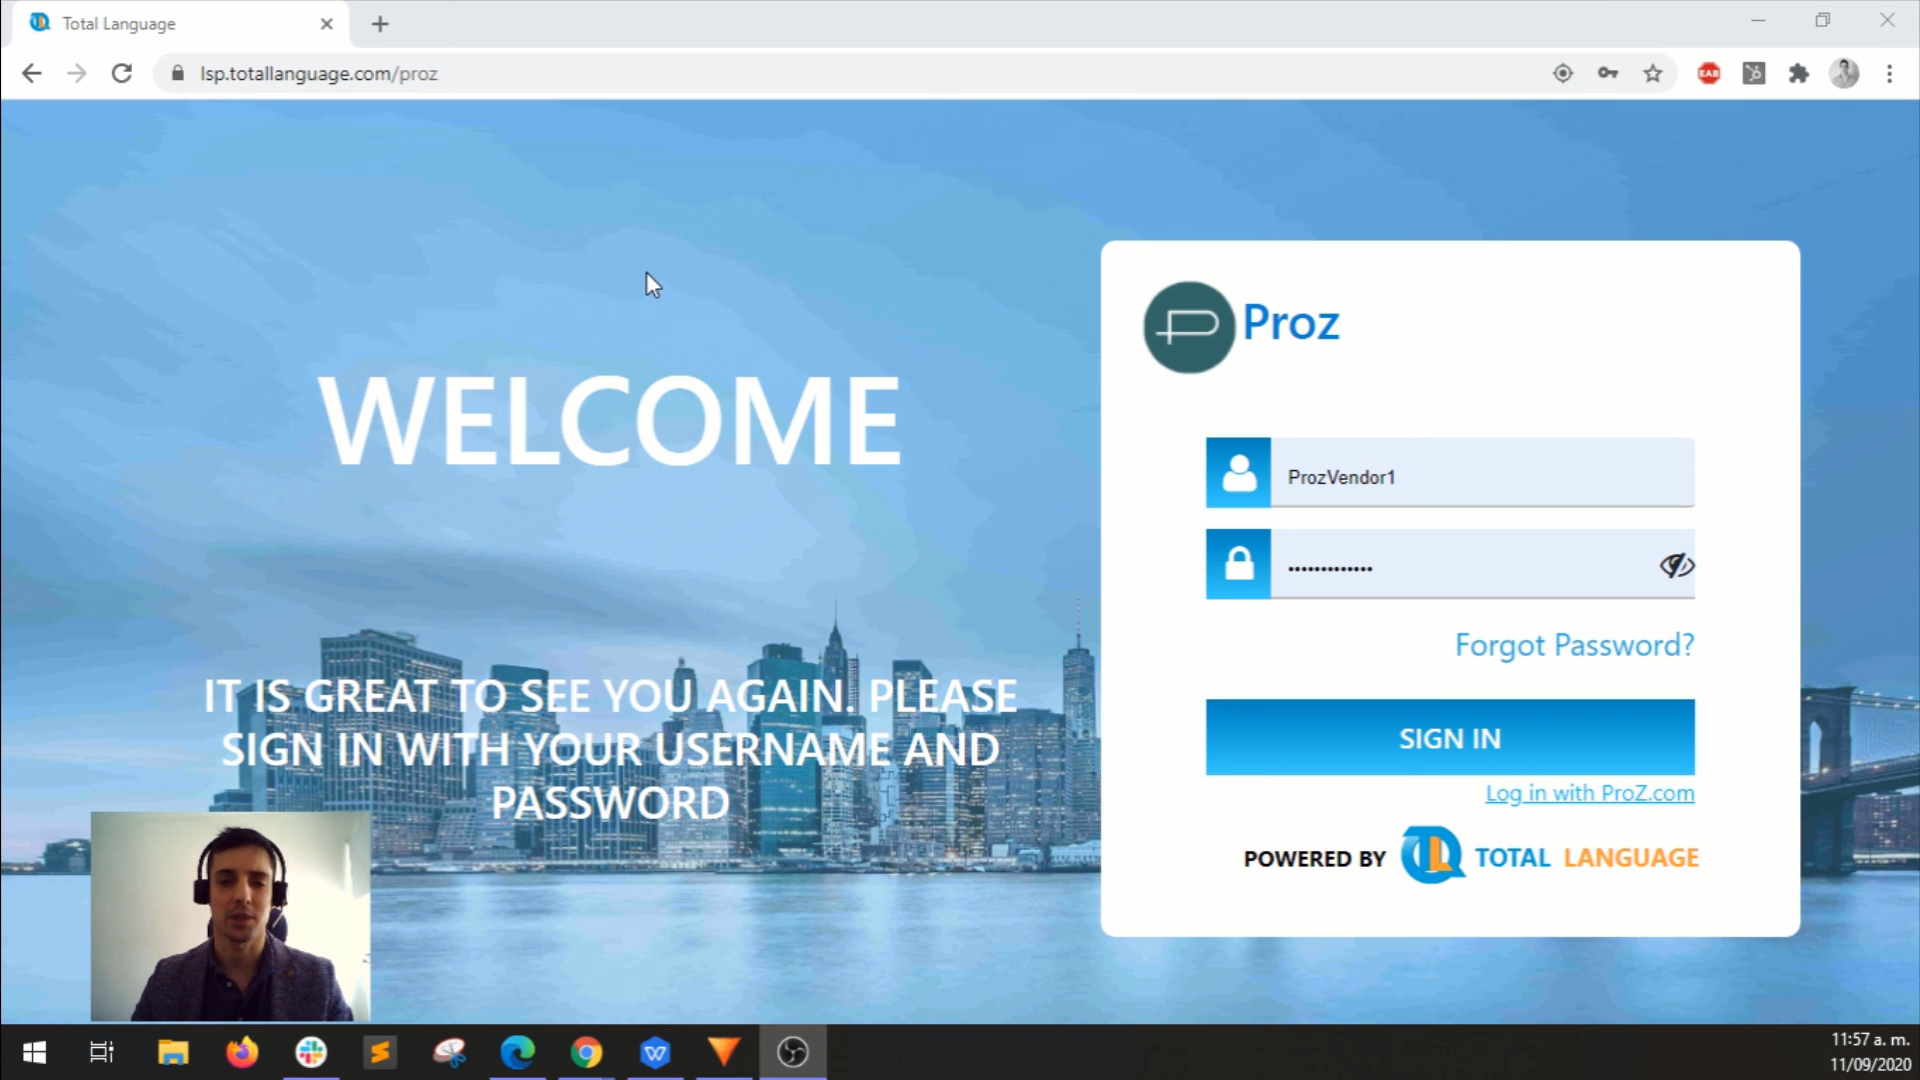 Total Language
lsp.totallanguage.com/proz
EAB
WELCOME
IT IS GREAT TO SEE YOU AGAIN. PLEASE
SIGN IN WITH YOUR USERNAME AND
PASSWORD
Proz
ProzVendor1
Forgot Password?
SIGN IN
Log in with ProZ.com
POWERED BY TOTAL LANGUAGE
11:57 a. m.
11/09/2020